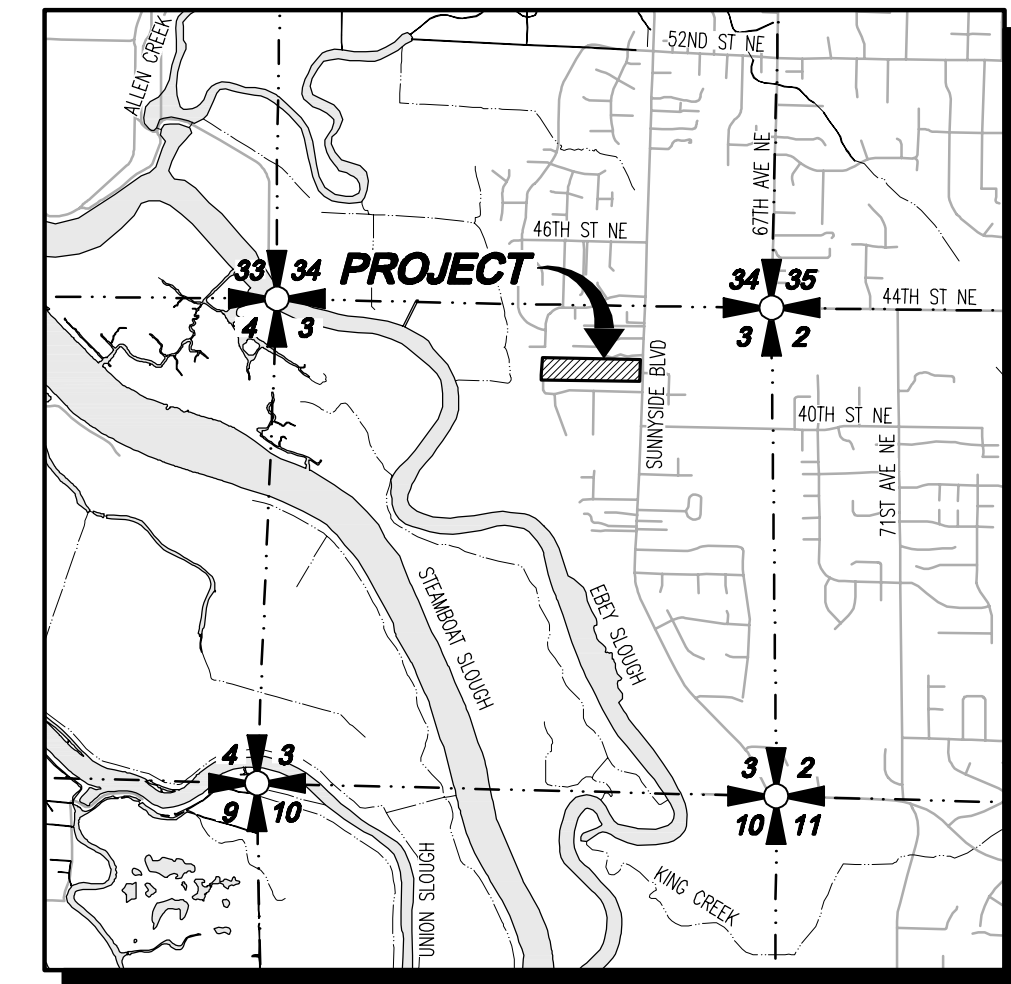 52ND ST NE
ALLEN CREEK
67TH AVE NE
46TH ST NE
33 34
4 3
PROJECT
34 35
3 2
44TH ST NE
SUNNYSIDE BLVD
40TH ST NE
71ST AVE NE
STEAMBOAT SLOUGH
EBEY SLOUGH
4 3
9 10
3 2
10 11
UNION SLOUGH
KING CREEK